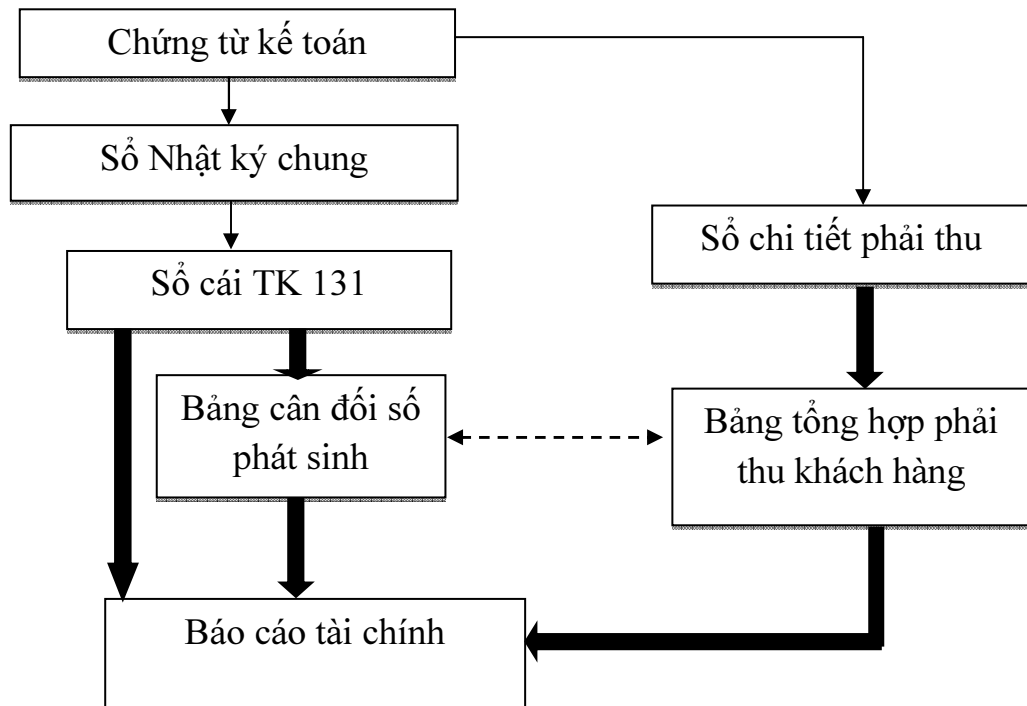 Chứng từ kế toán
Sổ Nhật ký chung
Sổ chi tiết phải thu
Sổ cái TK 131
Bảng cân đối số
phát sinh
Bảng tổng hợp phải
thu khách hàng
Báo cáo tài chính